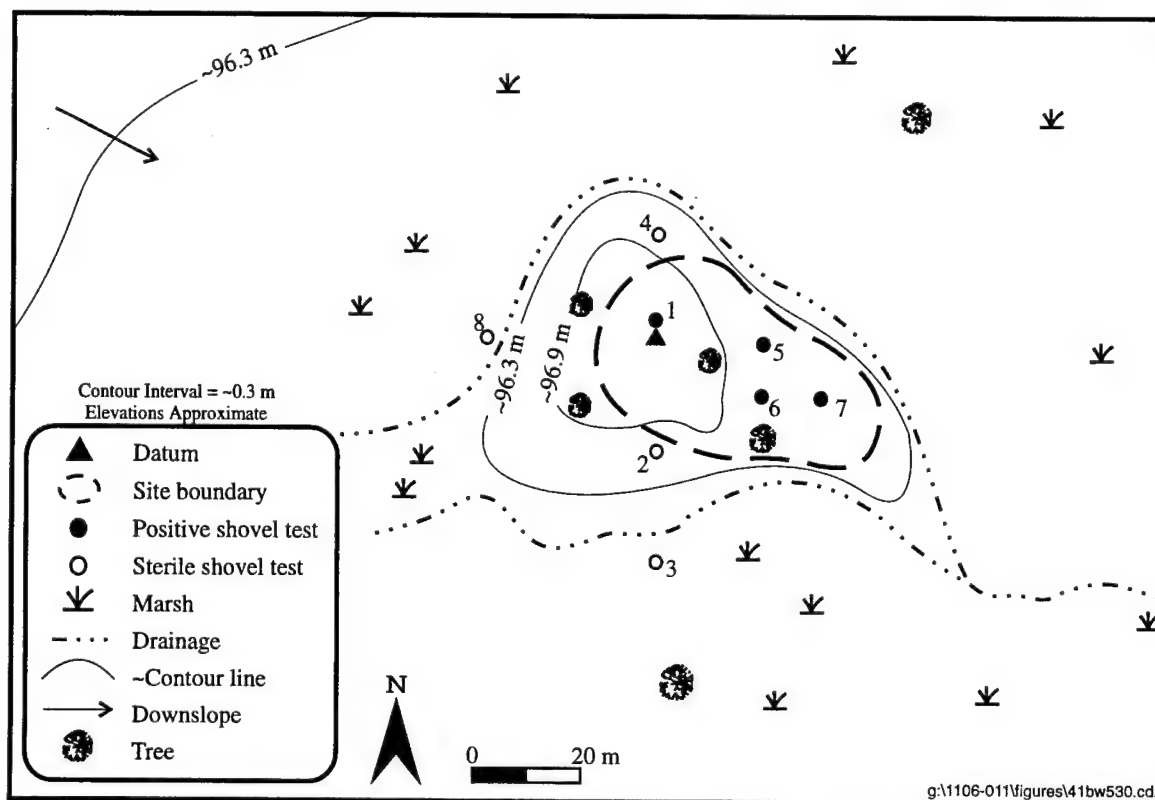 ~96.3 m
4
1
8
5
~96.3 m
~96.9 m
6
7
2
3
Contour Interval = ~0.3 m
Elevations Approximate
Datum
Site boundary
Positive shovel test
Sterile shovel test
Marsh
Drainage
~Contour line
Downslope
Tree
N
0 20 m
g:\1106-011\figures\41bw530.cd